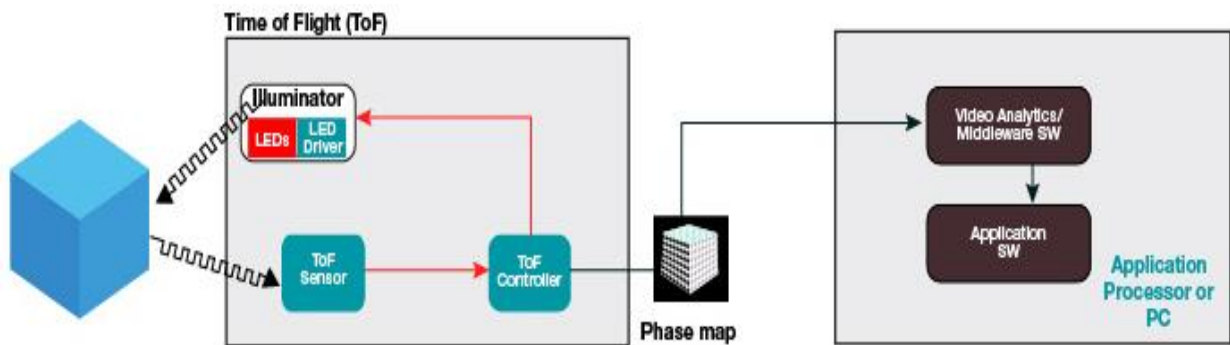 Time of Flight (ToF)
Illuminator
LEDs
LED
Driver
ToF
Sensor
ToF
Controller
Phase map
Video Analytics/
Middleware SW
Application
SW
Application
Processor or
PC